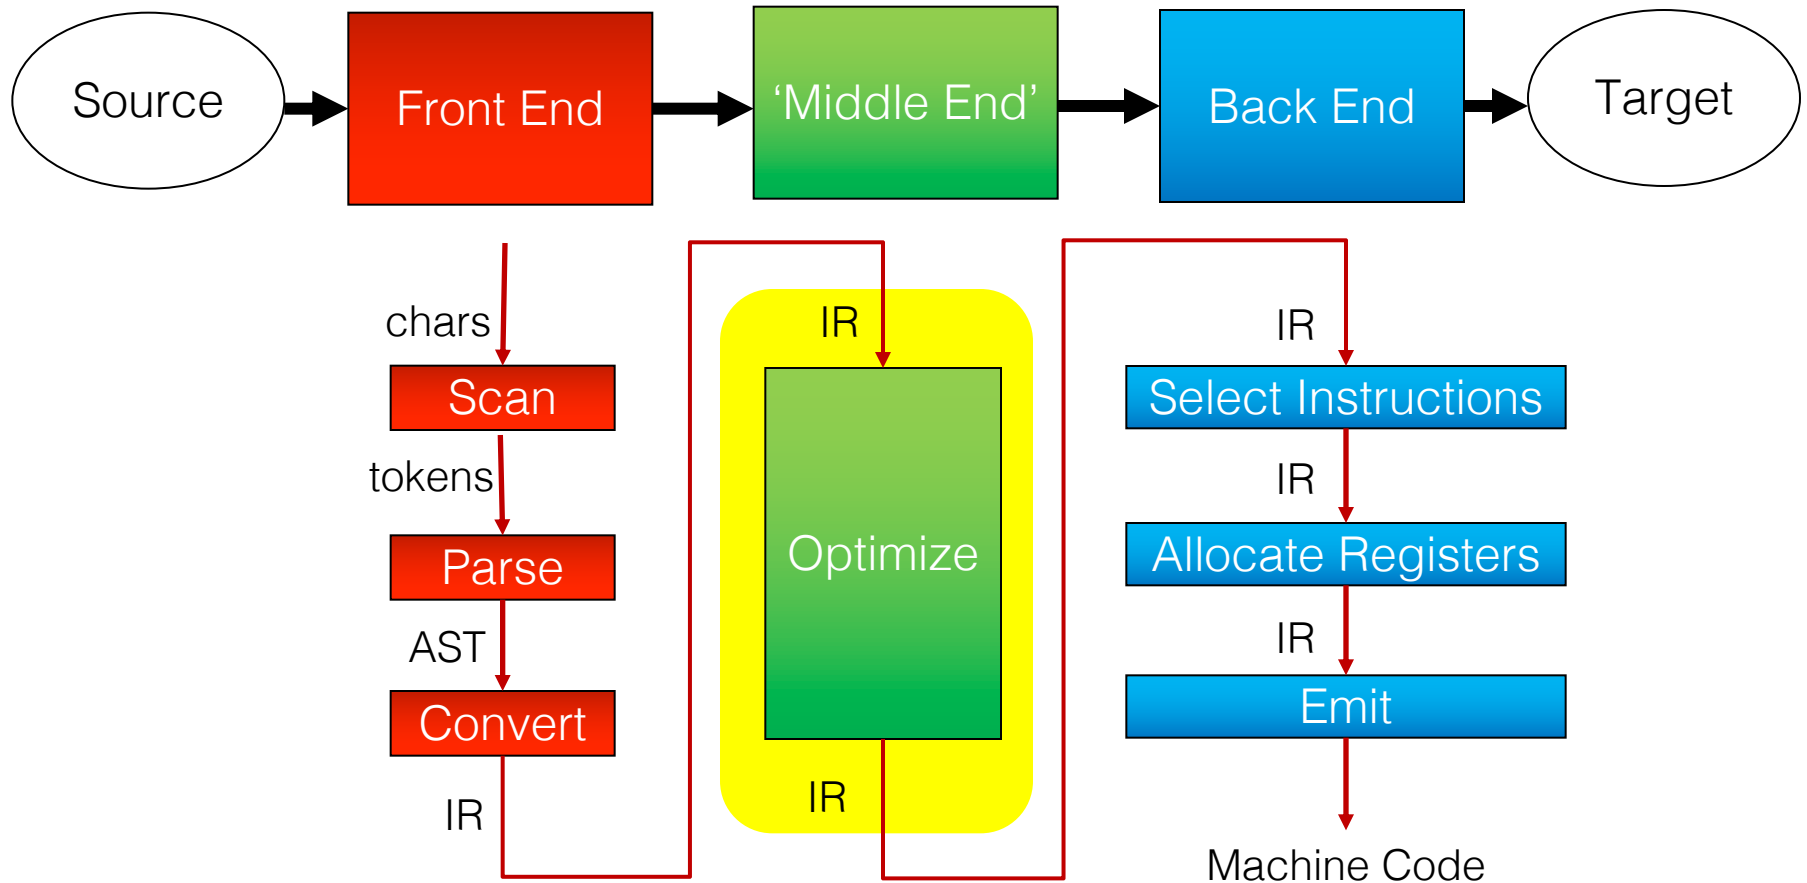 Source
Front End
‘Middle End’
Back End
Target
chars
Scan
tokens
Parse
AST
Convert
IR
IR
Optimize
IR
IR
Select Instructions
IR
Allocate Registers
IR
Emit
Machine Code